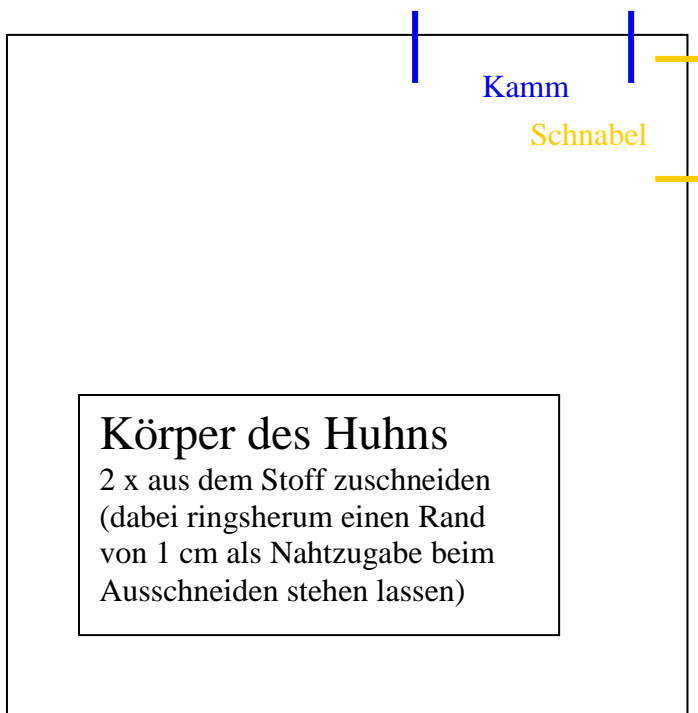 Kamm
Schnabel
Körper des Huhns
2 x aus dem Stoff zuschneiden
(dabei ringsherum einen Rand
von 1 cm als Nahtzugabe beim
Ausschneiden stehen lassen)